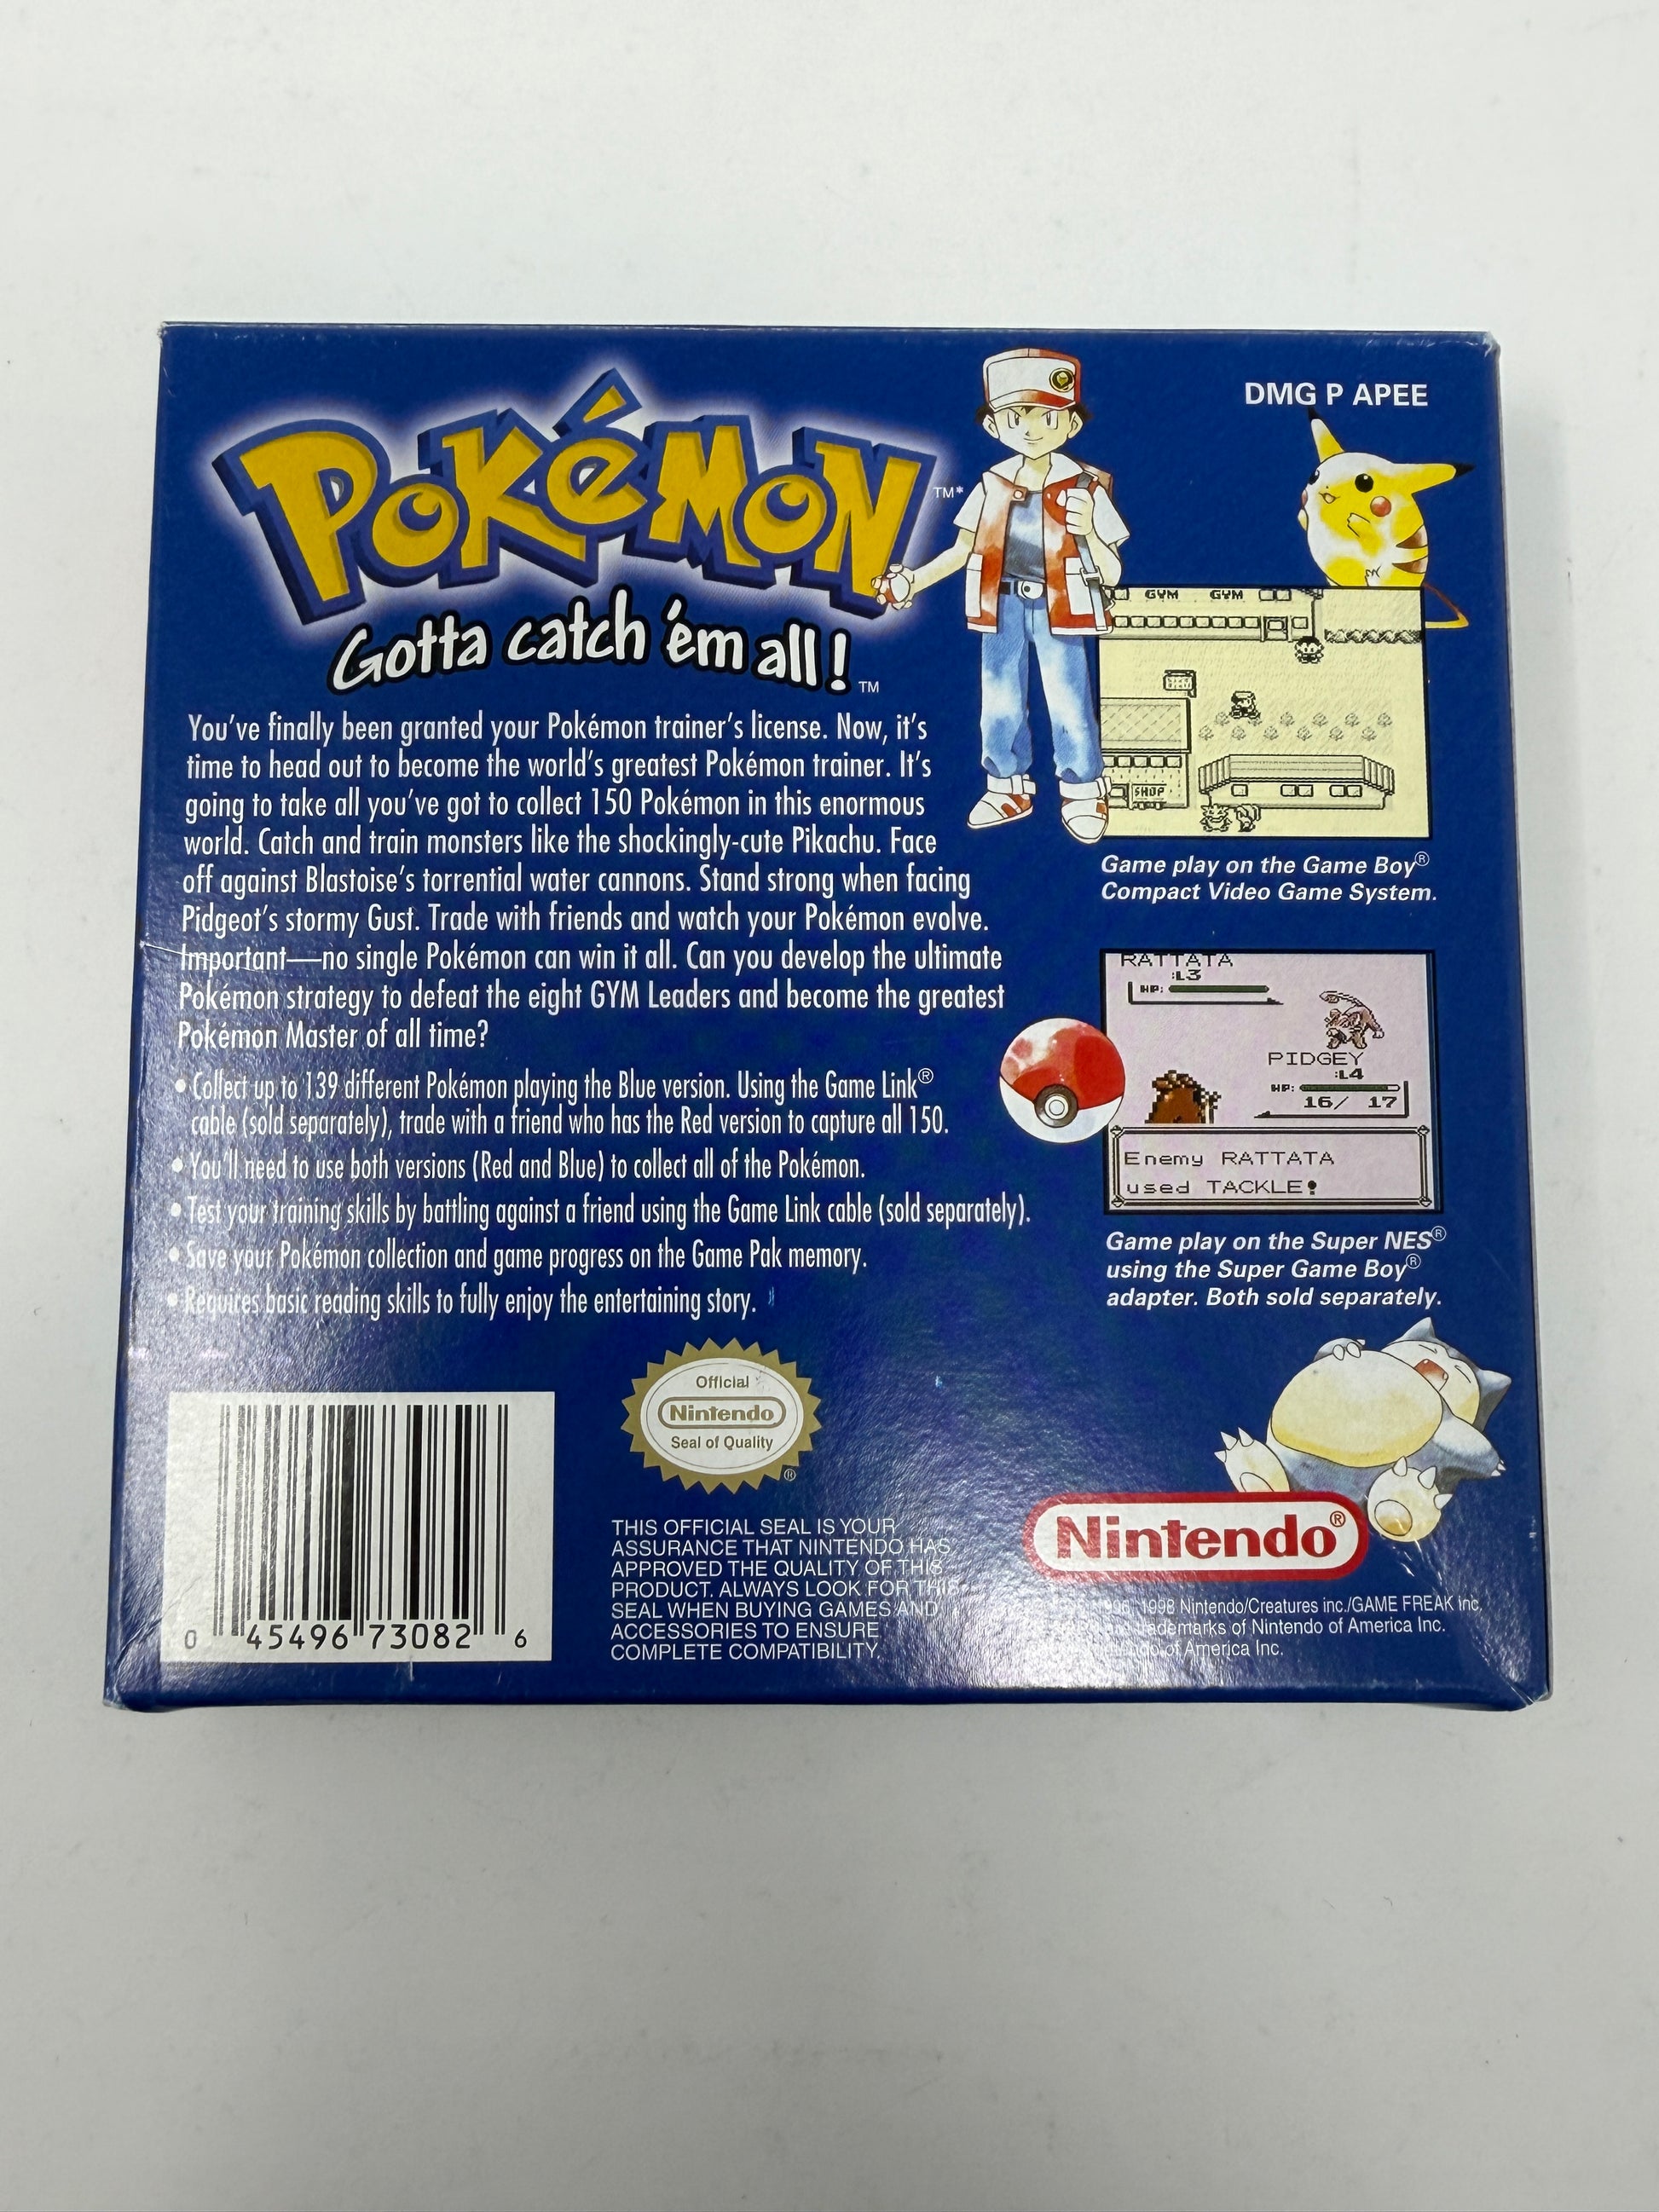 DMG P APEE
POKéMON TM*
Gotta catch 'em all! TM
You've finally been granted your Pokémon trainer's license. Now, it's
time to head out to become the world's greatest Pokémon trainer. It's
going to take all you've got to collect 150 Pokémon in this enormous
world. Catch and train monsters like the shockingly-cute Pikachu. Face
off against Blastoise's torrential water cannons. Stand strong when facing
Pidgeot's stormy Gust. Trade with friends and watch your Pokémon evolve.
Important—no single Pokémon can win it all. Can you develop the ultimate
Pokémon strategy to defeat the eight GYM Leaders and become the greatest
Pokémon Master of all time?
• Collect up to 139 different Pokémon playing the Blue version. Using the Game Link®
cable (sold separately), trade with a friend who has the Red version to capture all 150.
• You'll need to use both versions (Red and Blue) to collect all of the Pokémon.
• Test your training skills by battling against a friend using the Game Link cable (sold separately).
• Save your Pokémon collection and game progress on the Game Pak memory.
• Requires basic reading skills to fully enjoy the entertaining story.
GYM GYM
SHOP
Game play on the Game Boy®
Compact Video Game System.
RATTATA
:L3
HP:
PIDGEY
:L4
HP:
16/ 17
Enemy RATTATA
used TACKLE!
Game play on the Super NES®
using the Super Game Boy®
adapter. Both sold separately.
Official
Nintendo
Seal of Quality
®
THIS OFFICIAL SEAL IS YOUR
ASSURANCE THAT NINTENDO HAS
APPROVED THE QUALITY OF THIS
PRODUCT. ALWAYS LOOK FOR THIS
SEAL WHEN BUYING GAMES AND
ACCESSORIES TO ENSURE
COMPLETE COMPATIBILITY.
0 45496 73082 6
Nintendo®
1996, 1998 Nintendo/Creatures inc./GAME FREAK inc.
trademarks of Nintendo of America Inc.
of America Inc.